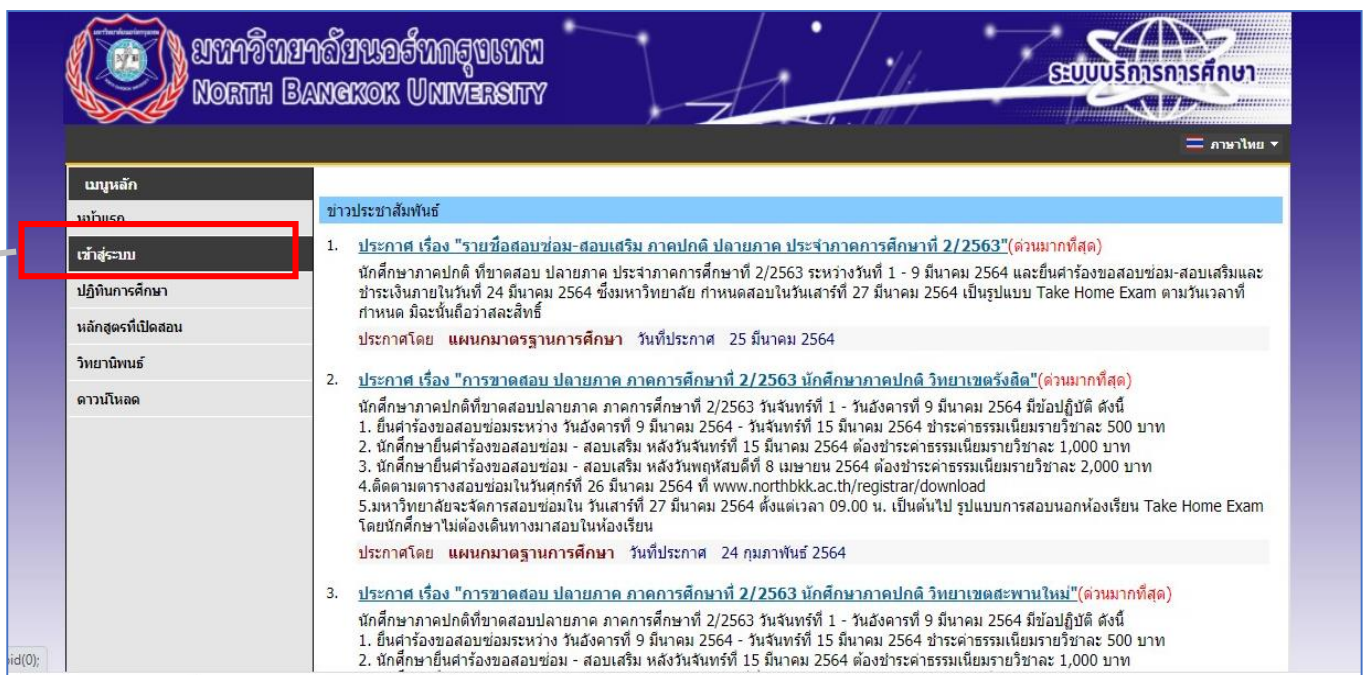 มหาวิทยาลัยนอร์ทกรุงเทพ
NORTH BANGKOK UNIVERSITY
ระบบบริการการศึกษา
ภาษาไทย
เมนูหลัก
หน้าแรก
เข้าสู่ระบบ
ปฏิทินการศึกษา
หลักสูตรที่เปิดสอน
วิทยานิพนธ์
ดาวน์โหลด
ข่าวประชาสัมพันธ์
1. ประกาศ เรื่อง "รายชื่อสอบซ่อม-สอบเสริม ภาคปกติ ปลายภาค ประจำภาคการศึกษาที่ 2/2563"(ด่วนมากที่สุด)
นักศึกษาภาคปกติ ที่ขาดสอบ ปลายภาค ประจำภาคการศึกษาที่ 2/2563 ระหว่างวันที่ 1 - 9 มีนาคม 2564 และยื่นคำร้องขอสอบซ่อม-สอบเสริมและ
ชำระเงินภายในวันที่ 24 มีนาคม 2564 ซึ่งมหาวิทยาลัย กำหนดสอบในวันเสาร์ที่ 27 มีนาคม 2564 เป็นรูปแบบ Take Home Exam ตามวันเวลาที่
กำหนด มิฉะนั้นถือว่าสละสิทธิ์
ประกาศโดย แผนกมาตรฐานการศึกษา วันที่ประกาศ 25 มีนาคม 2564
2. ประกาศ เรื่อง "การขาดสอบ ปลายภาค ภาคการศึกษาที่ 2/2563 นักศึกษาภาคปกติ วิทยาเขตรังสิต"(ด่วนมากที่สุด)
นักศึกษาภาคปกติที่ขาดสอบปลายภาค ภาคการศึกษาที่ 2/2563 วันจันทร์ที่ 1 - วันอังคารที่ 9 มีนาคม 2564 มีข้อปฏิบัติ ดังนี้
1. ยื่นคำร้องขอสอบซ่อมระหว่าง วันอังคารที่ 9 มีนาคม 2564 - วันจันทร์ที่ 15 มีนาคม 2564 ชำระค่าธรรมเนียมรายวิชาละ 500 บาท
2. นักศึกษายื่นคำร้องขอสอบซ่อม - สอบเสริม หลังวันจันทร์ที่ 15 มีนาคม 2564 ต้องชำระค่าธรรมเนียมรายวิชาละ 1,000 บาท
3. นักศึกษายื่นคำร้องขอสอบซ่อม - สอบเสริม หลังวันพฤหัสบดีที่ 8 เมษายน 2564 ต้องชำระค่าธรรมเนียมรายวิชาละ 2,000 บาท
4.ติดตามตารางสอบซ่อมในวันศุกร์ที่ 26 มีนาคม 2564 ที่ www.northbkk.ac.th/registrar/download
5.มหาวิทยาลัยจะจัดการสอบซ่อมใน วันเสาร์ที่ 27 มีนาคม 2564 ตั้งแต่เวลา 09.00 น. เป็นต้นไป รูปแบบการสอบนอกห้องเรียน Take Home Exam
โดยนักศึกษาไม่ต้องเดินทางมาสอบในห้องเรียน
ประกาศโดย แผนกมาตรฐานการศึกษา วันที่ประกาศ 24 กุมภาพันธ์ 2564
3. ประกาศ เรื่อง "การขาดสอบ ปลายภาค ภาคการศึกษาที่ 2/2563 นักศึกษาภาคปกติ วิทยาเขตสะพานใหม่"(ด่วนมากที่สุด)
นักศึกษาภาคปกติที่ขาดสอบปลายภาค ภาคการศึกษาที่ 2/2563 วันจันทร์ที่ 1 - วันอังคารที่ 9 มีนาคม 2564 มีข้อปฏิบัติ ดังนี้
1. ยื่นคำร้องขอสอบซ่อมระหว่าง วันอังคารที่ 9 มีนาคม 2564 - วันจันทร์ที่ 15 มีนาคม 2564 ชำระค่าธรรมเนียมรายวิชาละ 500 บาท
2. นักศึกษายื่นคำร้องขอสอบซ่อม - สอบเสริม หลังวันจันทร์ที่ 15 มีนาคม 2564 ต้องชำระค่าธรรมเนียมรายวิชาละ 1,000 บาท
id(0);